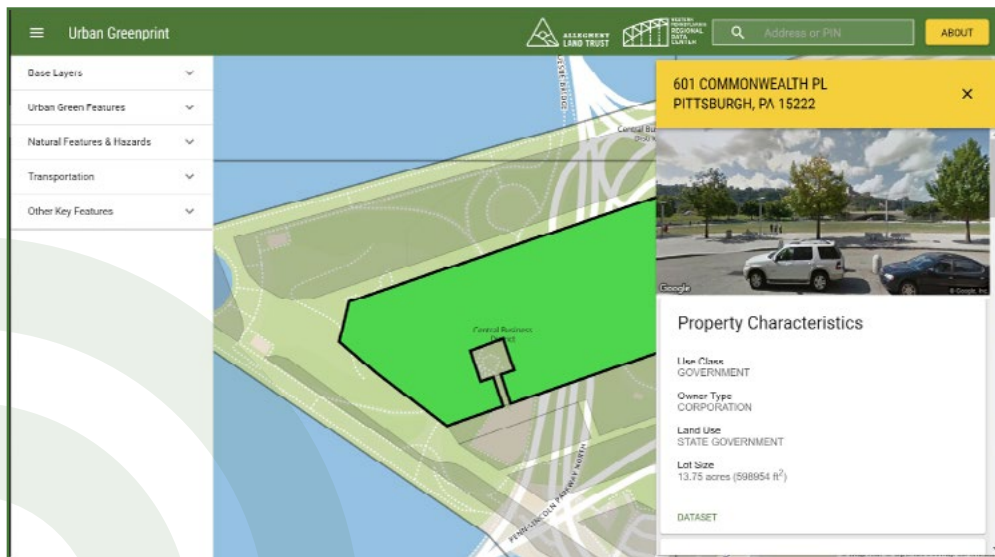 Urban Greenprint
ALLEGHENY
LAND TRUST
WESTERN
PENNSYLVANIA
REGIONAL
DATA
CENTER
Address or PIN
ABOUT
Base Layers
Urban Green Features
Natural Features & Hazards
Transportation
Other Key Features
Central Business
District
PENN-LINCOLN PARKWAY NORTH
601 COMMONWEALTH PL
PITTSBURGH, PA 15222
Google
© Google, Inc
Property Characteristics
Use Class
GOVERNMENT
Owner Type
CORPORATION
Land Use
STATE GOVERNMENT
Lot Size
13.75 acres (598954 ft²)
DATASET